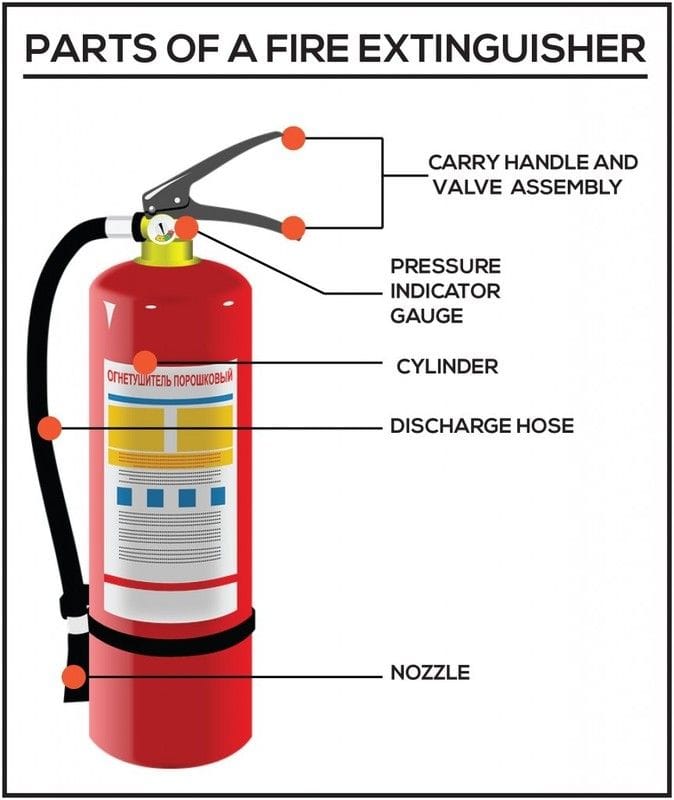 PARTS OF A FIRE EXTINGUISHER
CARRY HANDLE AND
VALVE ASSEMBLY
PRESSURE
INDICATOR
GAUGE
CYLINDER
ОГНЕТУШИТЕЛЬ ПОРОШКОВЫЙ
DISCHARGE HOSE
NOZZLE